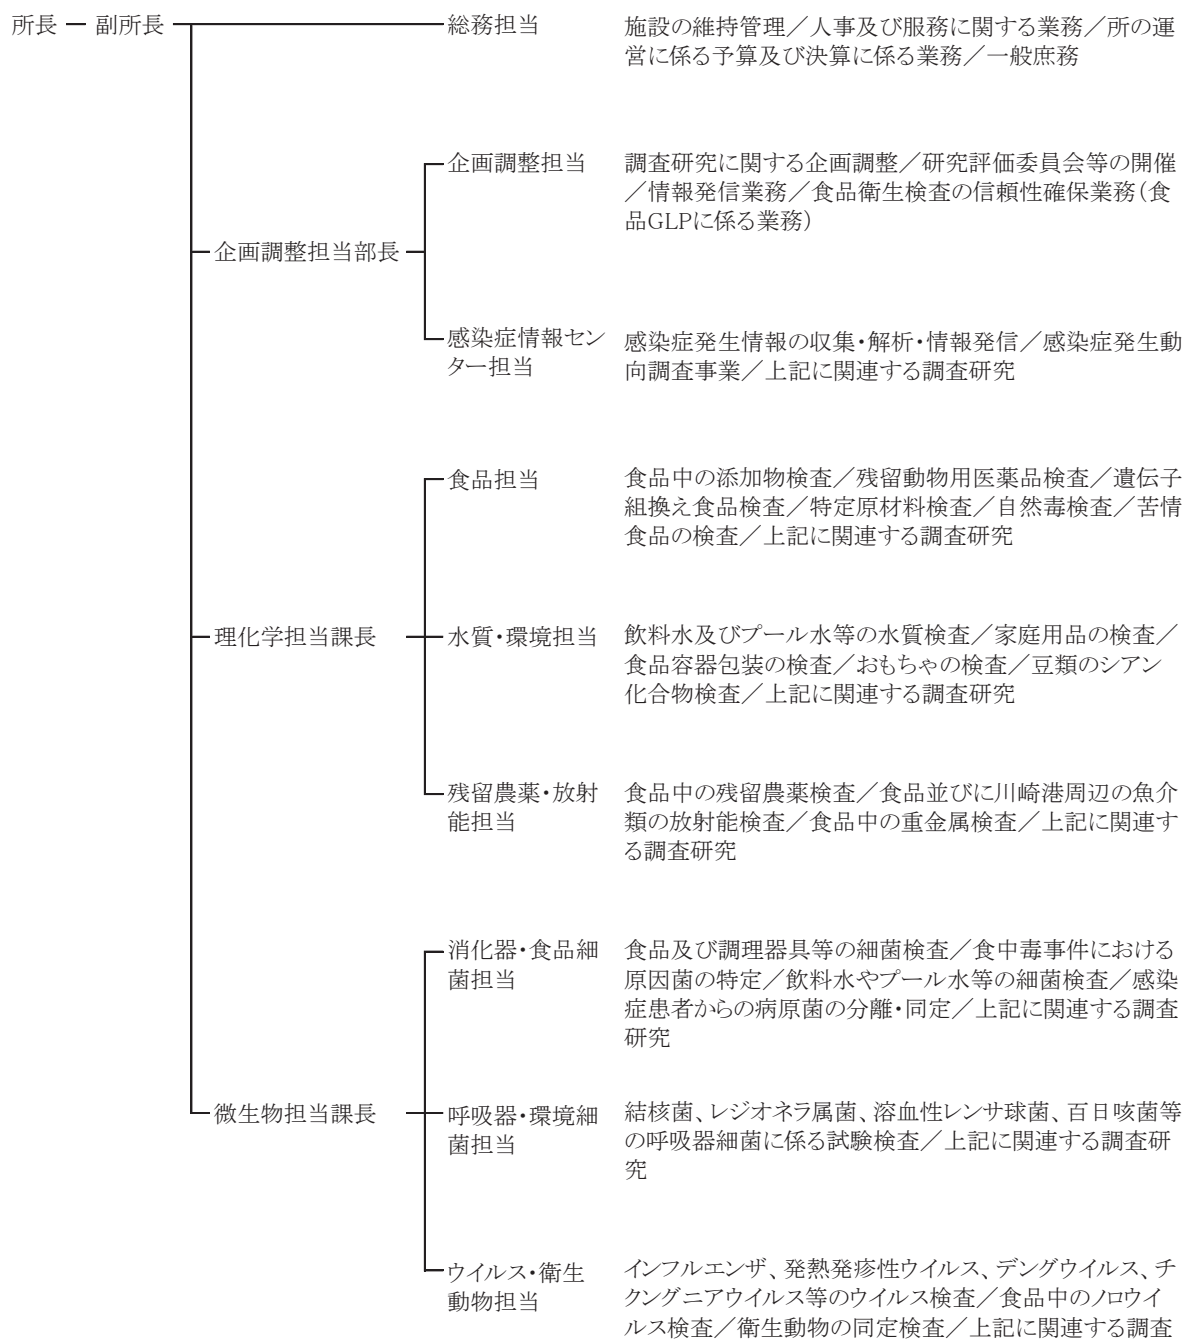 所長 副所長 総務担当 施設の維持管理／人事及び服務に関する業務／所の運
営に係る予算及び決算に係る業務／一般庶務
企画調整担当部長
企画調整担当 調査研究に関する企画調整／研究評価委員会等の開催
／情報発信業務／食品衛生検査の信頼性確保業務（食
品GLPに係る業務）
感染症情報セン
ター担当
感染症発生情報の収集・解析・情報発信／感染症発生動
向調査事業／上記に関連する調査研究
理化学担当課長
食品担当 食品中の添加物検査／残留動物用医薬品検査／遺伝子
組換え食品検査／特定原材料検査／自然毒検査／苦情
食品の検査／上記に関連する調査研究
水質・環境担当 飲料水及びプール水等の水質検査／家庭用品の検査／
食品容器包装の検査／おもちゃの検査／豆類のシアン
化合物検査／上記に関連する調査研究
残留農薬・放射
能担当
食品中の残留農薬検査／食品並びに川崎港周辺の魚介
類の放射能検査／食品中の重金属検査／上記に関連す
る調査研究
微生物担当課長
消化器・食品細
菌担当
食品及び調理器具等の細菌検査／食中毒事件における
原因菌の特定／飲料水やプール水等の細菌検査／感染
症患者からの病原菌の分離・同定／上記に関連する調査
研究
呼吸器・環境細
菌担当
結核菌、レジオネラ属菌、溶血性レンサ球菌、百日咳菌等
の呼吸器細菌に係る試験検査／上記に関連する調査研
究
ウイルス・衛生
動物担当
インフルエンザ、発熱発疹性ウイルス、デングウイルス、チ
クングニアウイルス等のウイルス検査／食品中のノロウイ
ルス検査／衛生動物の同定検査／上記に関連する調査